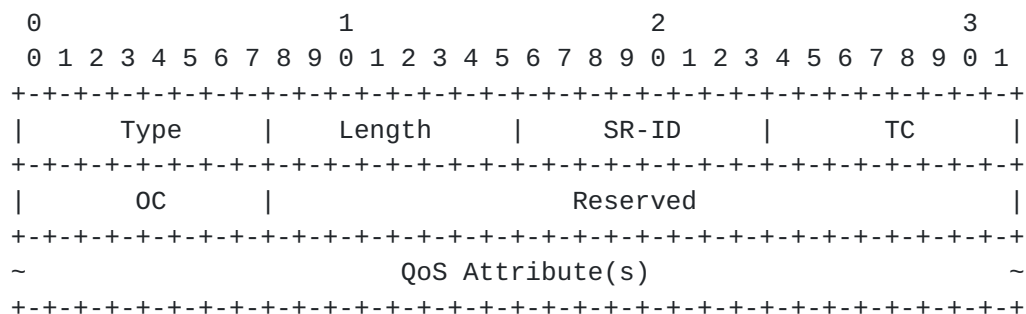 0                   1                   2                   3
 0 1 2 3 4 5 6 7 8 9 0 1 2 3 4 5 6 7 8 9 0 1 2 3 4 5 6 7 8 9 0 1
+-+-+-+-+-+-+-+-+-+-+-+-+-+-+-+-+-+-+-+-+-+-+-+-+-+-+-+-+-+-+-+-+
|      Type     |    Length     |     SR-ID     |       TC      |
+-+-+-+-+-+-+-+-+-+-+-+-+-+-+-+-+-+-+-+-+-+-+-+-+-+-+-+-+-+-+-+-+
|       OC      |                   Reserved                    |
+-+-+-+-+-+-+-+-+-+-+-+-+-+-+-+-+-+-+-+-+-+-+-+-+-+-+-+-+-+-+-+-+
~                        QoS Attribute(s)                       ~
+-+-+-+-+-+-+-+-+-+-+-+-+-+-+-+-+-+-+-+-+-+-+-+-+-+-+-+-+-+-+-+-+